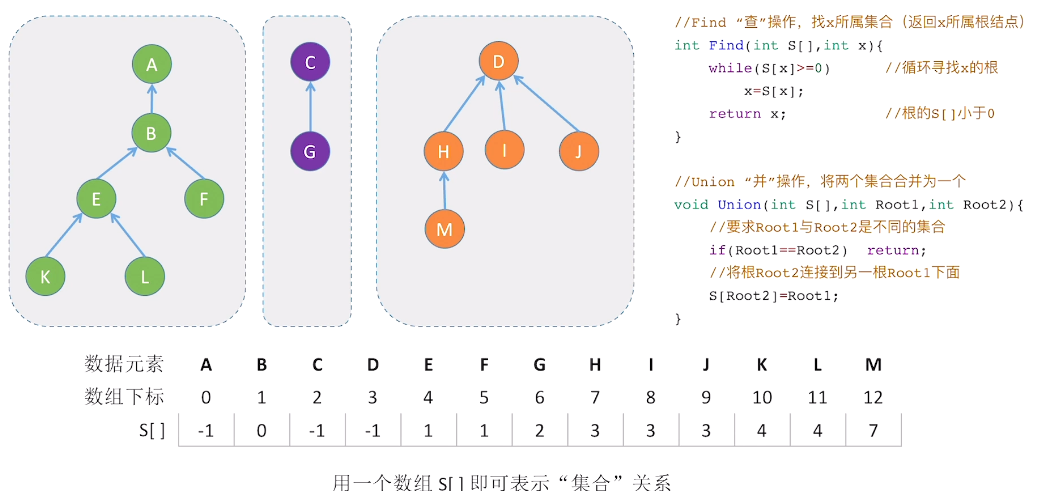 A
B
E
F
K
L
C
G
D
H
I
J
M
//Find “查”操作，找x所属集合（返回x所属根结点）
int Find(int S[],int x){
while(S[x]>=0) //循环寻找x的根
x=S[x];
return x; //根的S[]小于0
}
//Union “并”操作，将两个集合合并为一个
void Union(int S[],int Root1,int Root2){
//要求Root1与Root2是不同的集合
if(Root1==Root2) return;
//将根Root2连接到另一根Root1下面
S[Root2]=Root1;
}
数据元素 A B C D E F G H I J K L M
数组下标 0 1 2 3 4 5 6 7 8 9 10 11 12
S[ ] -1 0 -1 -1 1 1 2 3 3 3 4 4 7
用一个数组 S[ ] 即可表示“集合”关系